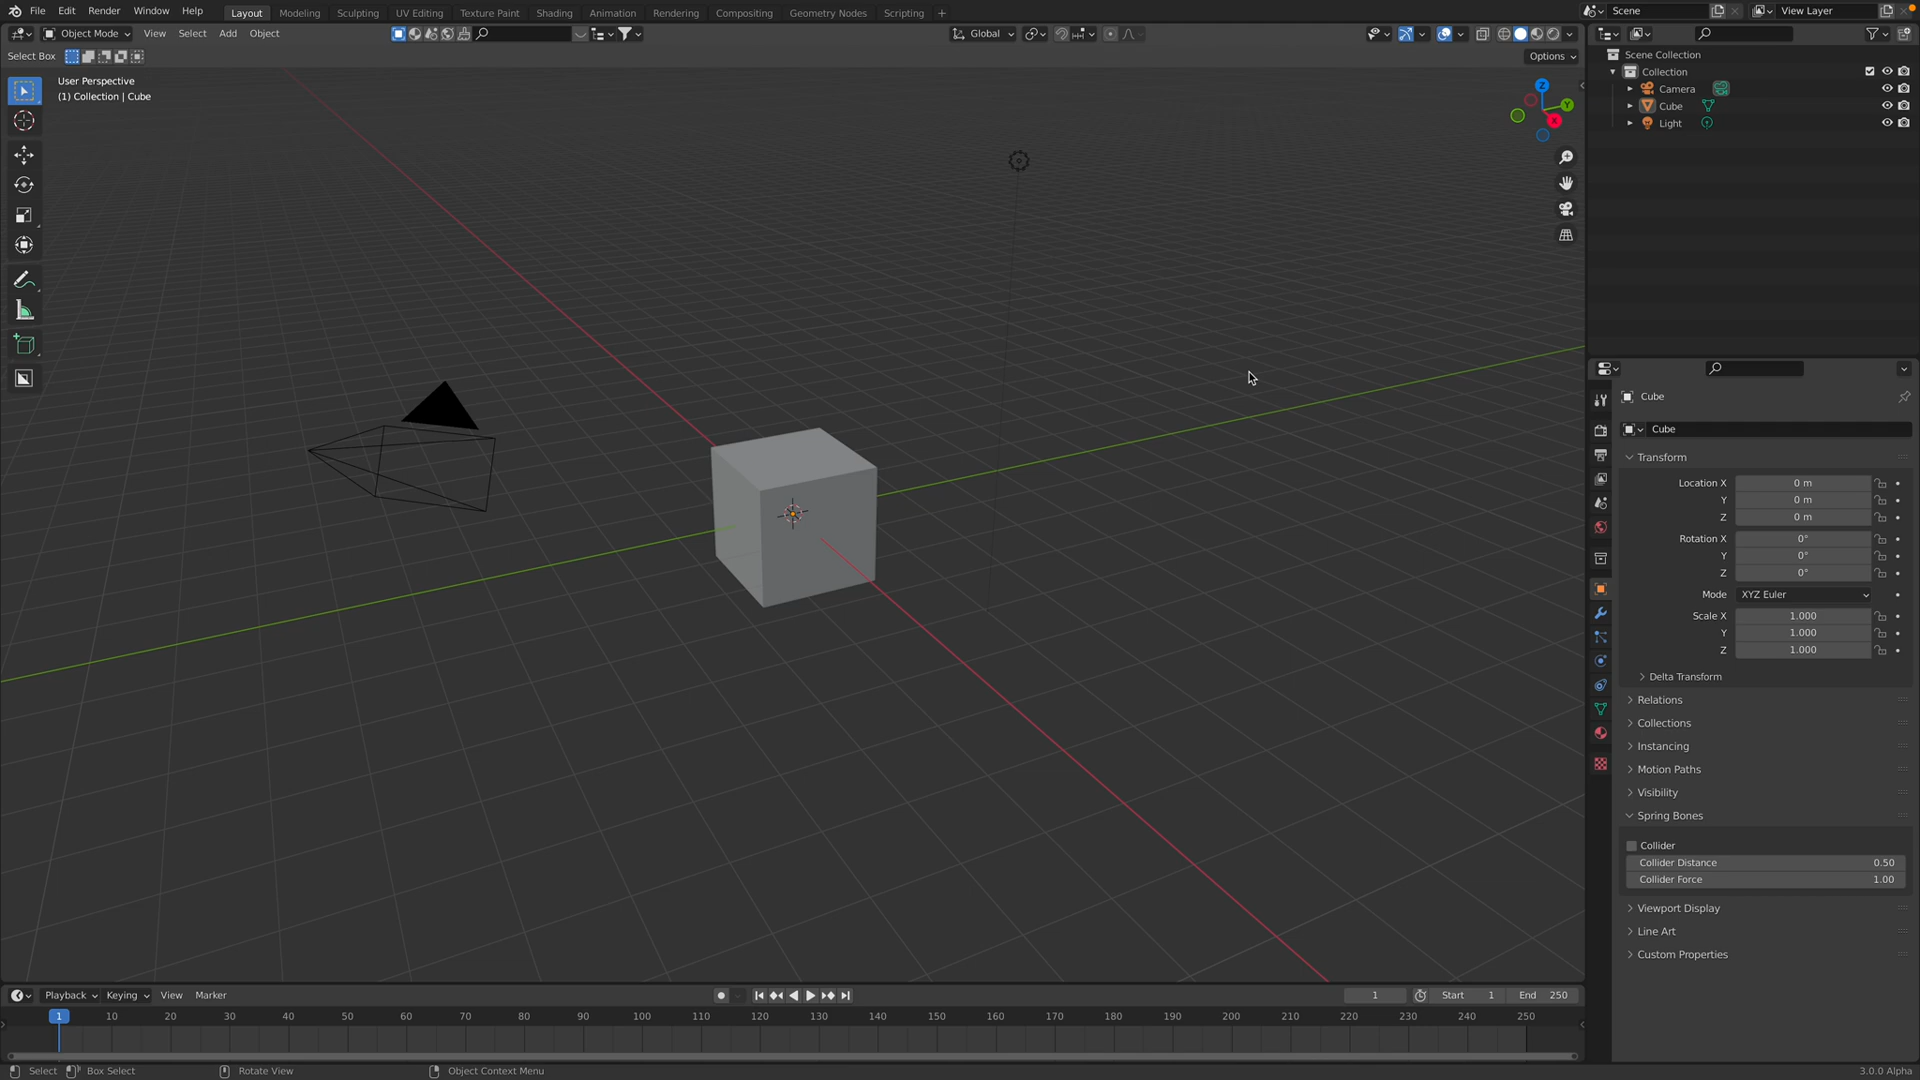 File Edit Render Window Help Layout Modeling Sculpting UV Editing Texture Paint Shading Animation Rendering Compositing Geometry Nodes Scripting + Scene View Layer
Object Mode View Select Add Object Global
Select Box Options
User Perspective
(1) Collection | Cube
Z
Y
X
Scene Collection
Collection
Camera
Cube
Light
Cube
Cube
Transform
Location X 0 m
Y 0 m
Z 0 m
Rotation X 0°
Y 0°
Z 0°
Mode XYZ Euler
Scale X 1.000
Y 1.000
Z 1.000
Delta Transform
Relations
Collections
Instancing
Motion Paths
Visibility
Spring Bones
Collider
Collider Distance 0.50
Collider Force 1.00
Viewport Display
Line Art
Custom Properties
Playback Keying View Marker 1 Start 1 End 250
1 10 20 30 40 50 60 70 80 90 100 110 120 130 140 150 160 170 180 190 200 210 220 230 240 250
Select Box Select Rotate View Object Context Menu 3.0.0 Alpha